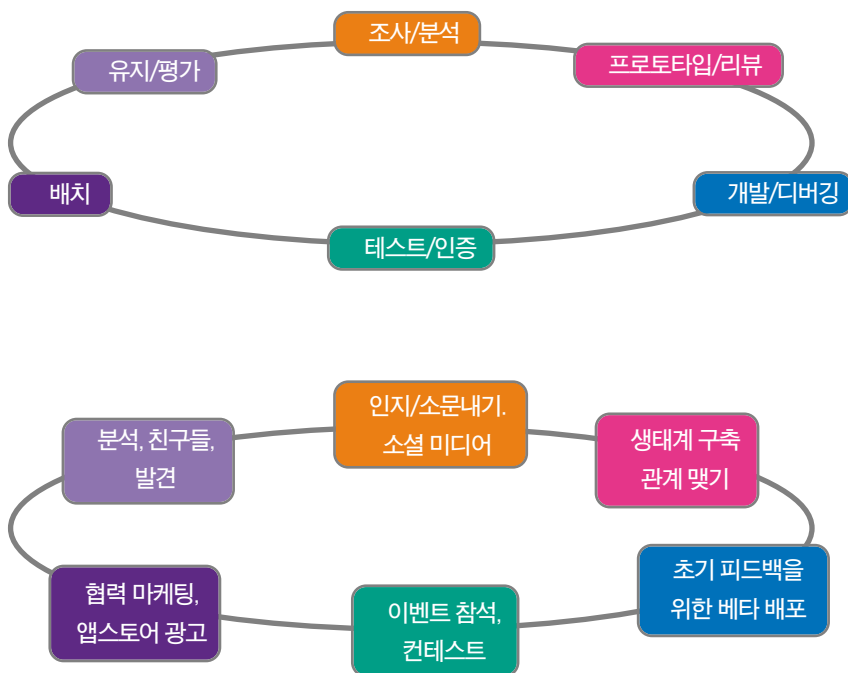 조사/분석
유지/평가
프로토타입/리뷰
배치
개발/디버깅
테스트/인증
인지/소문내기.
소셜 미디어
분석, 친구들,
발견
생태계 구축
관계 맺기
협력 마케팅,
앱스토어 광고
초기 피드백을
위한 베타 배포
이벤트 참석,
컨테스트